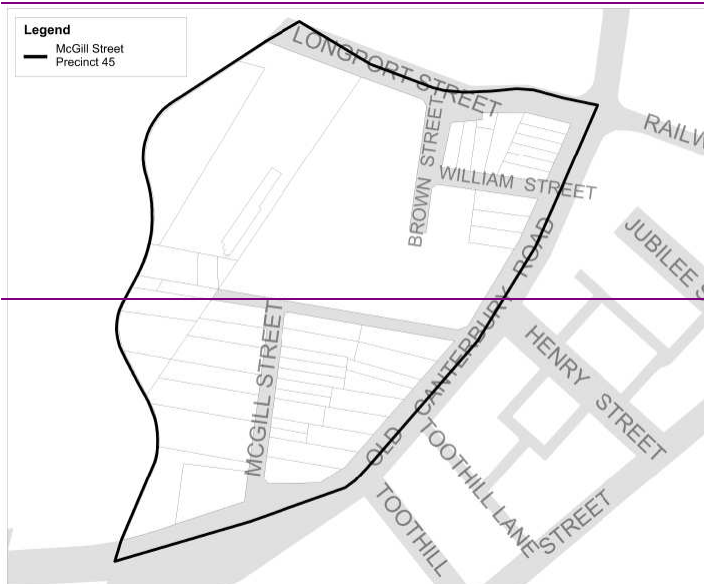 Legend
McGill Street
Precinct 45
LONGPORT STREET
RAILW
BROWN STREET
WILLIAM STREET
JUBILEE S
OLD CANTERBURY ROAD
HENRY STREET
MCGILL STREET
TOOTHILL LANE
STREET
TOOTHILL